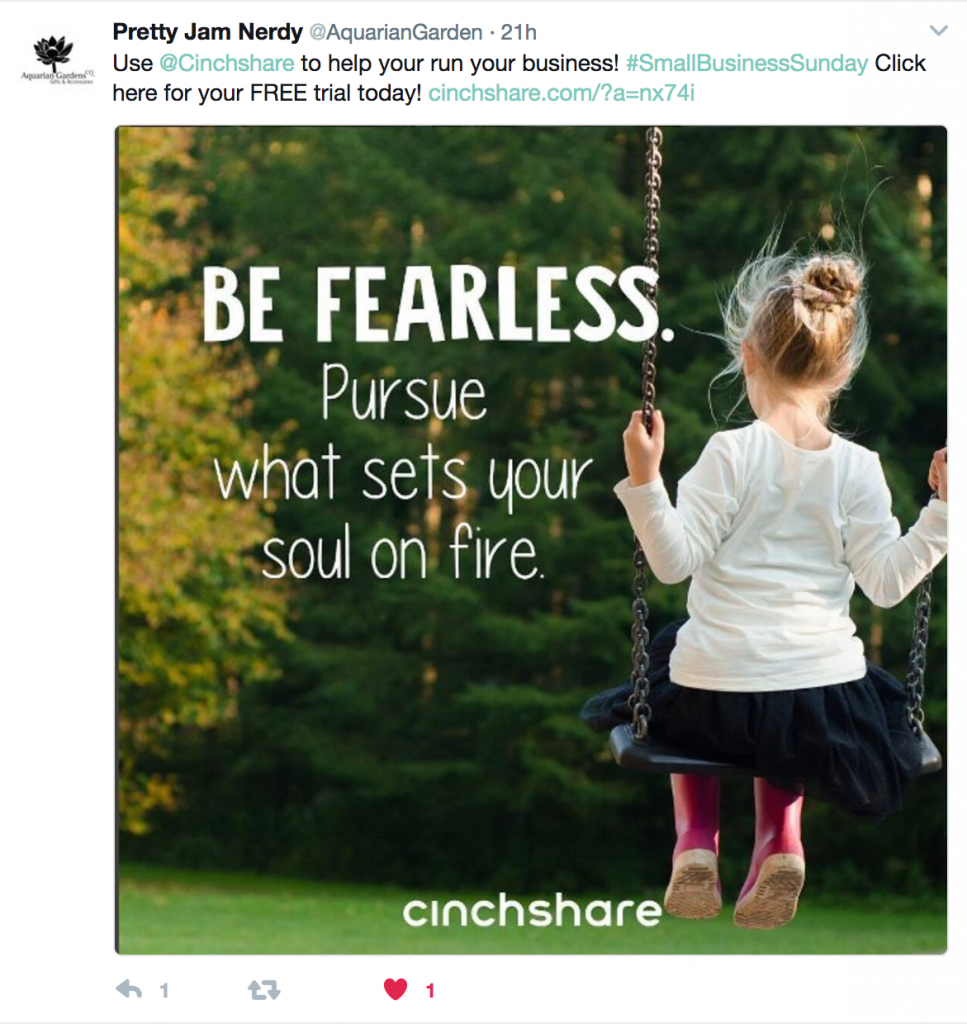 Pretty Jam Nerdy @AquarianGarden · 21h
Use @Cinchshare to help your run your business! #SmallBusinessSunday Click
here for your FREE trial today! cinchshare.com/?a=nx74i
Aquarian Gardens
Gifts & Accessories
BE FEARLESS.
Pursue
what sets your
soul on fire.
cinchshare
1
1